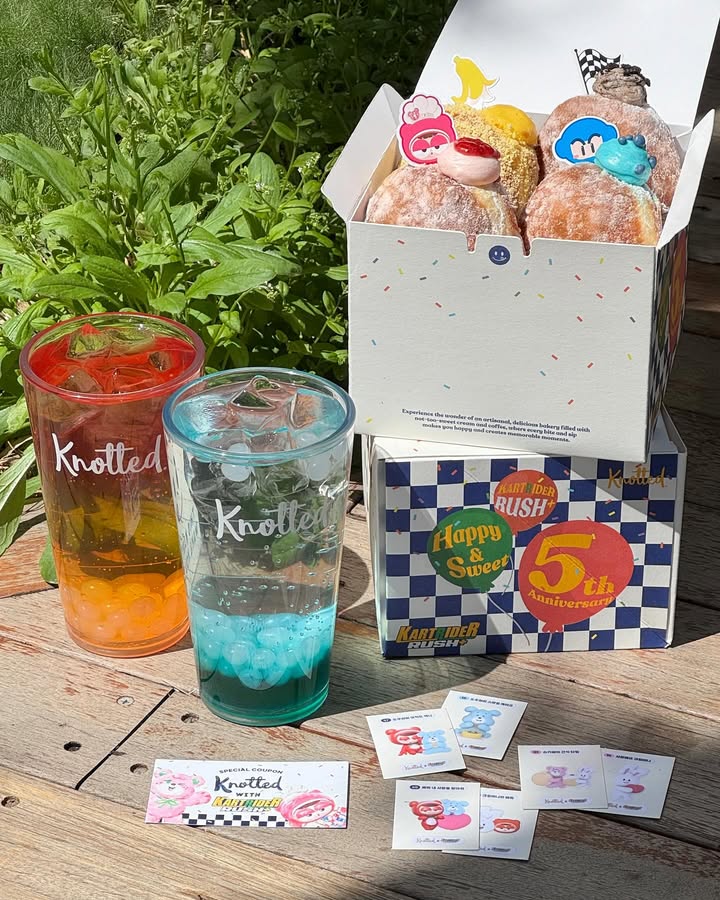 Experience the wonder of an artisanal, delicious bakery filled with
not-too-sweet cream and coffee, where every bite and sip
makes you happy and creates memorable moments.
Knotted
Knotted
Knotted
KARTRIDER
RUSH+
Happy
&
Sweet
5th
Anniversary
KARTRIDER
RUSH+
SPECIAL COUPON
Knotted
WITH
KARTRIDER
RUSH+